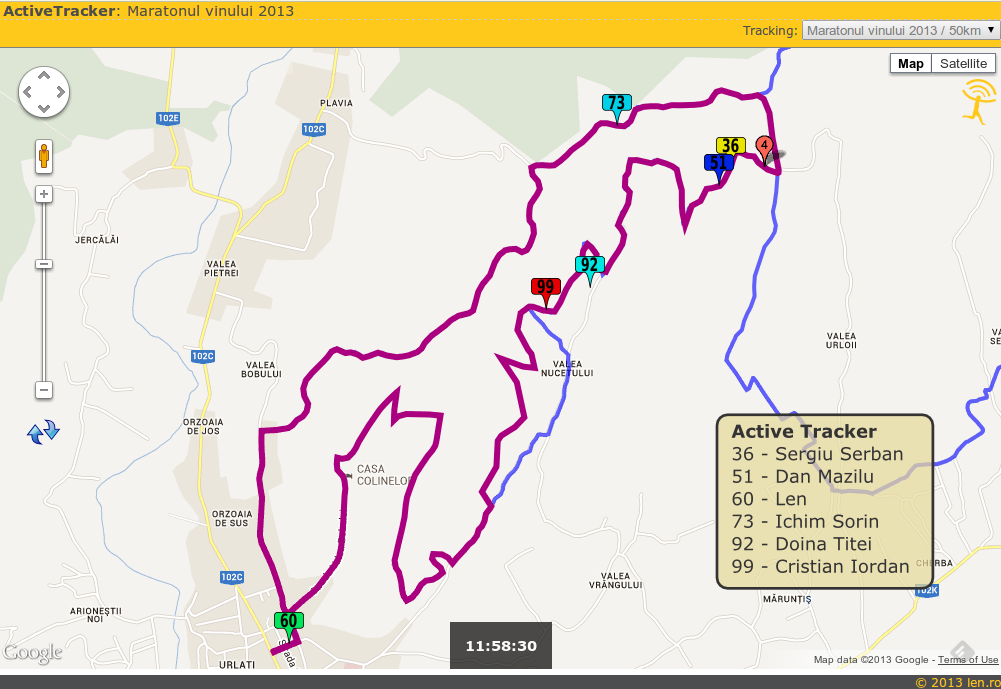 ActiveTracker: Maratonul vinului 2013
Tracking: Maratonul vinului 2013 / 50km
Map Satellite
PLAVIA
73
102E
102C
36
4
51
JERCĂLĂI
VALEA
PIETREI
92
99
102C
VALEA
BOBULUI
VALEA
NUCETULUI
VALEA
URLOII
ORZOAIA
DE JOS
CASA
COLINELOR
ORZOAIA
DE SUS
Active Tracker
36 - Sergiu Serban
51 - Dan Mazilu
60 - Len
73 - Ichim Sorin
92 - Doina Titei
99 - Cristian Iordan
102C
VALEA
VRÂNGULUI
102K
MĂRUNȚIȘ
ARIONEȘTII
NOI
60
11:58:30
URLATI
Google
Map data ©2013 Google - Terms of Use
© 2013 len.ro